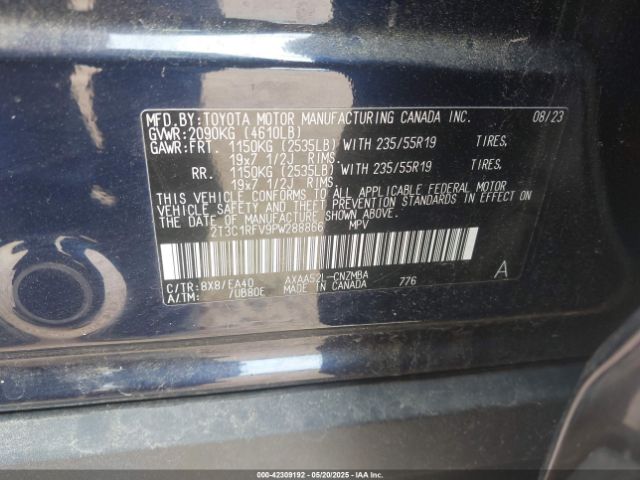 MFD. BY: TOYOTA MOTOR MANUFACTURING CANADA INC. 08/23
GVWR: 2090KG (4610LB)
GAWR: FRT. 1150KG (2535LB) WITH 235/55R19 TIRES,
19x7 1/2J RIMS.
RR. 1150KG (2535LB) WITH 235/55R19 TIRES,
19x7 1/2J RIMS.
THIS VEHICLE CONFORMS TO ALL APPLICABLE FEDERAL MOTOR
VEHICLE SAFETY AND THEFT PREVENTION STANDARDS IN EFFECT ON
THE DATE OF MANUFACTURE SHOWN ABOVE.
2T3C1RFV9PW288866 MPV
C/TR: 8X8/EA40 AXAA52L-CNZMBA 776 A
A/TM: /UB80E MADE IN CANADA
000-42309192 - 05/20/2025 - IAAI.CA